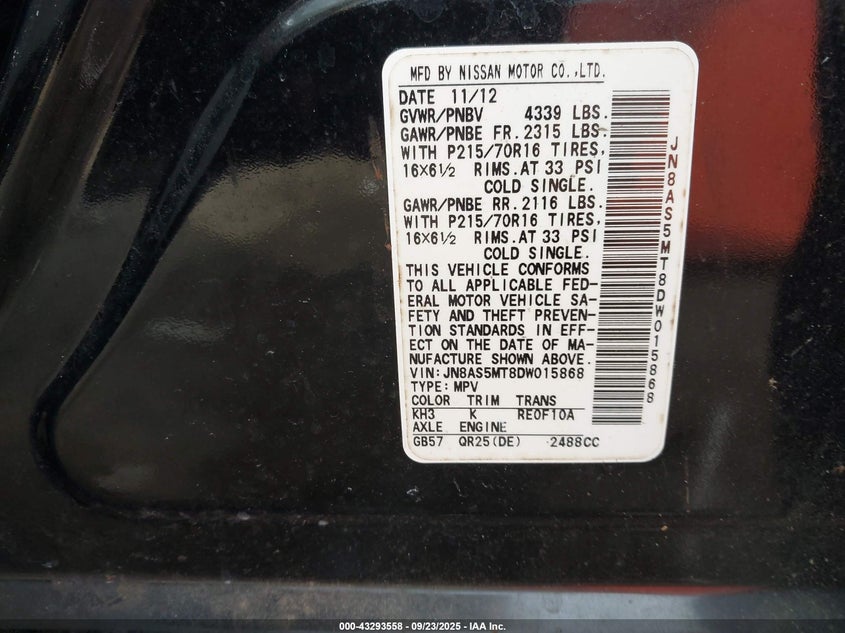 MFD BY NISSAN MOTOR CO.,LTD.
DATE 11/12
GVWR/PNBV 4339 LBS.
GAWR/PNBE FR. 2315 LBS.
WITH P215/70R16 TIRES,
16X6½ RIMS.AT 33 PSI
COLD SINGLE.
GAWR/PNBE RR. 2116 LBS.
WITH P215/70R16 TIRES,
16X6½ RIMS.AT 33 PSI
COLD SINGLE.
THIS VEHICLE CONFORMS
TO ALL APPLICABLE FED-
ERAL MOTOR VEHICLE SA-
FETY AND THEFT PREVEN-
TION STANDARDS IN EFF-
ECT ON THE DATE OF MA-
NUFACTURE SHOWN ABOVE.
VIN:JN8AS5MT8DW015868
TYPE: MPV
COLOR TRIM TRANS
KH3 K RE0F10A
AXLE ENGINE
GB57 QR25(DE) 2488CC
JN8AS5MT8DW015868
000-43293558 - 09/23/2025 - IAA Inc.